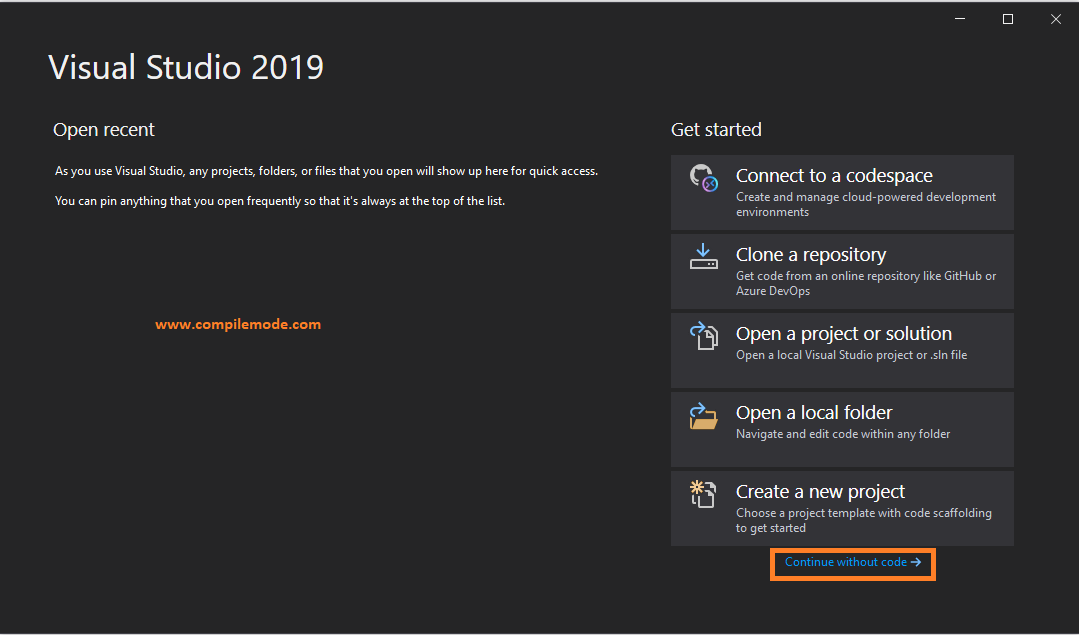 Visual Studio 2019
Open recent
As you use Visual Studio, any projects, folders, or files that you open will show up here for quick access.
You can pin anything that you open frequently so that it's always at the top of the list.
www.compilemode.com
Get started
Connect to a codespace
Create and manage cloud-powered development
environments
Clone a repository
Get code from an online repository like GitHub or
Azure DevOps
Open a project or solution
Open a local Visual Studio project or .sln file
Open a local folder
Navigate and edit code within any folder
Create a new project
Choose a project template with code scaffolding
to get started
Continue without code →